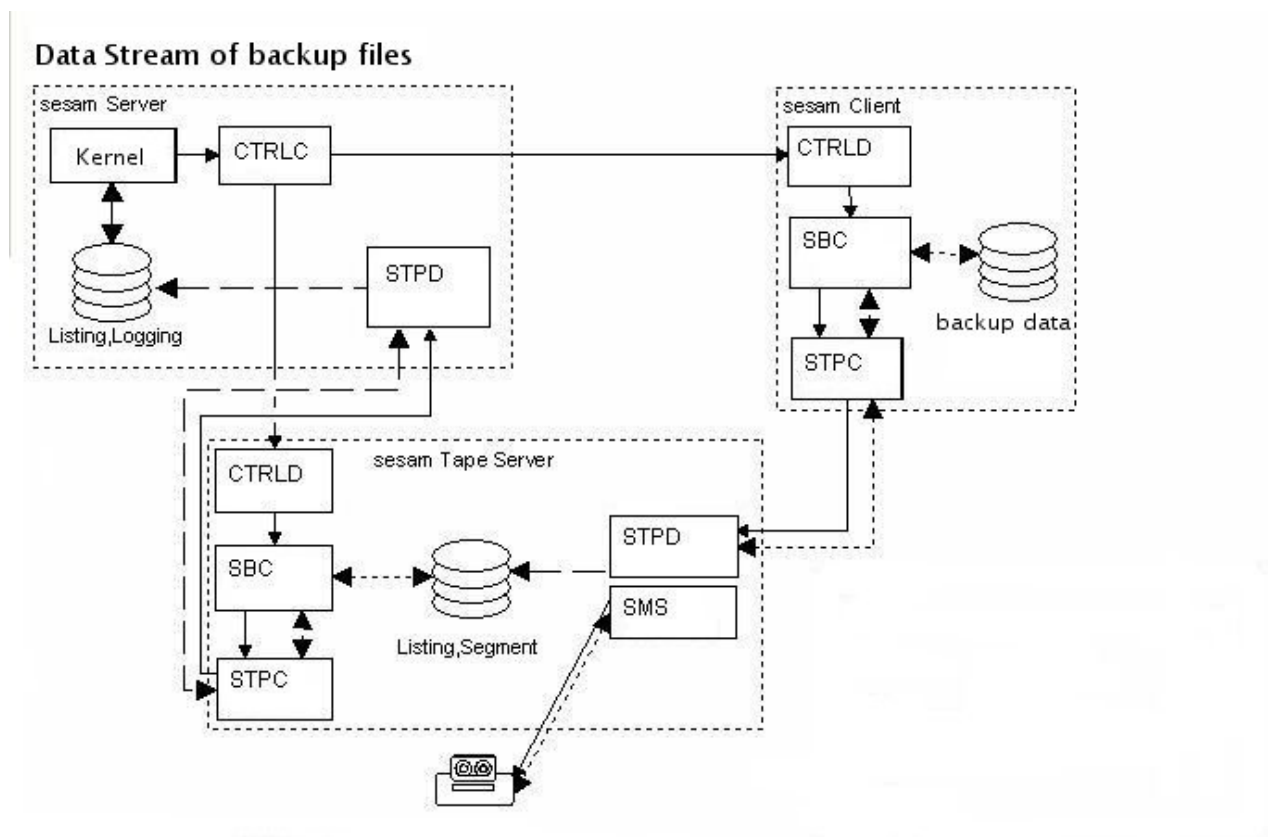 Data Stream of backup files
sesam Server
Kernel
CTRLC
STPD
Listing,Logging
sesam Client
CTRLD
SBC
backup data
STPC
sesam Tape Server
CTRLD
SBC
STPC
Listing,Segment
STPD
SMS